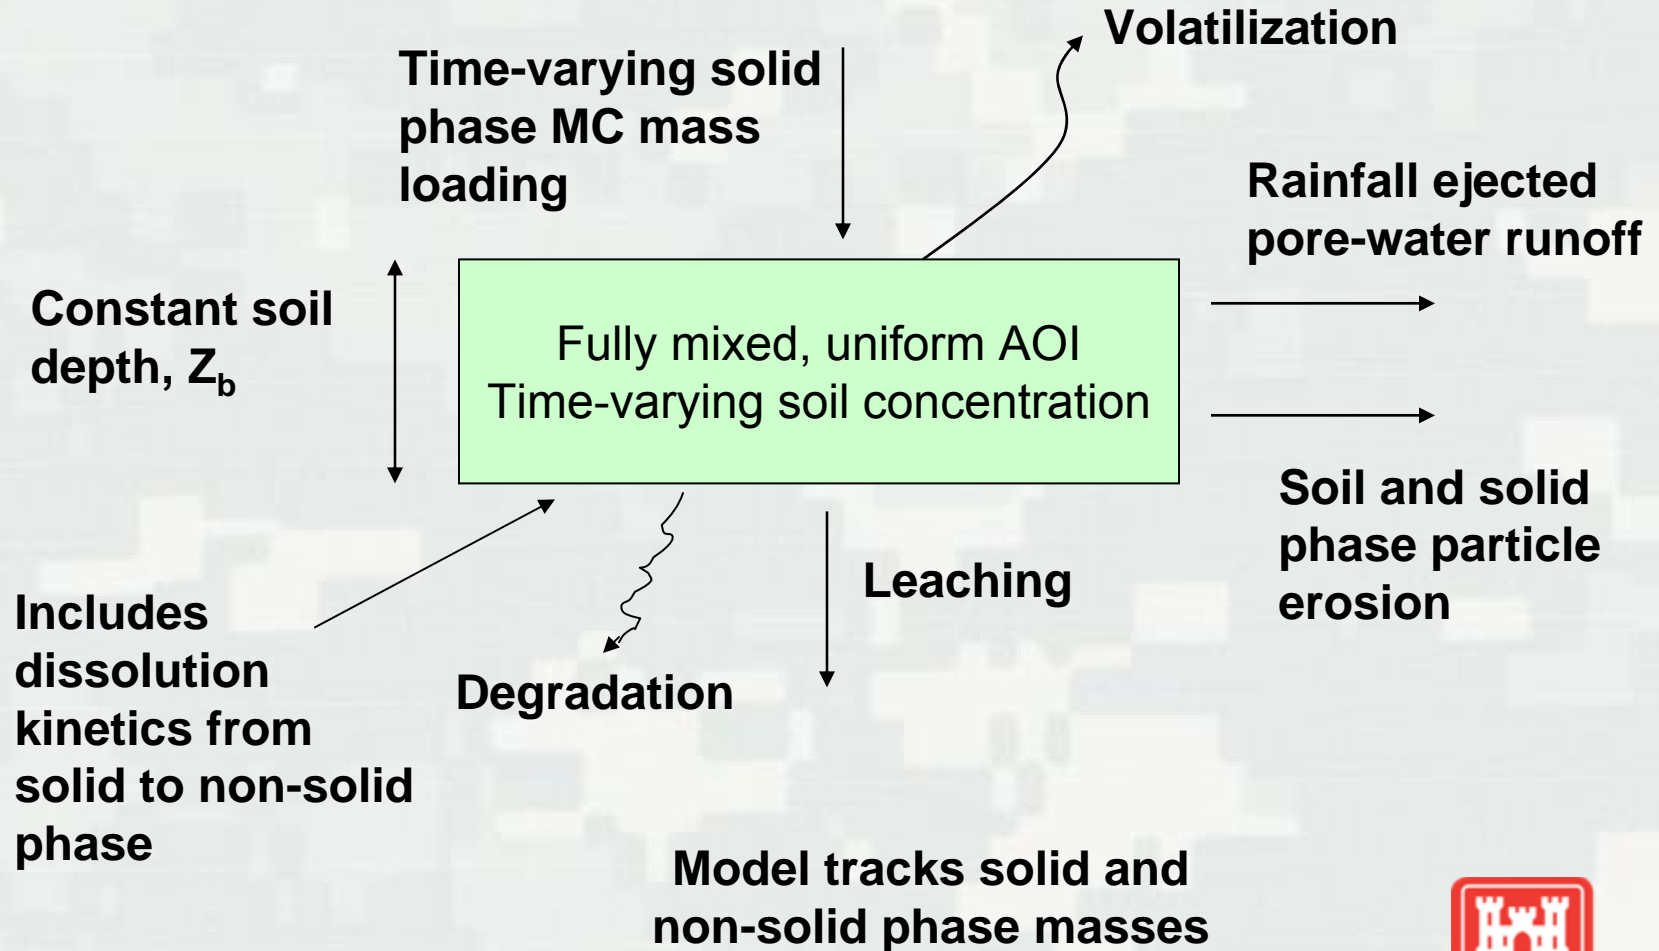 Volatilization
Time-varying solid
phase MC mass
loading
Rainfall ejected
pore-water runoff
Constant soil
depth, Z_b
Fully mixed, uniform AOI
Time-varying soil concentration
Soil and solid
phase particle
erosion
Leaching
Includes
dissolution
kinetics from
solid to non-solid
phase
Degradation
Model tracks solid and
non-solid phase masses